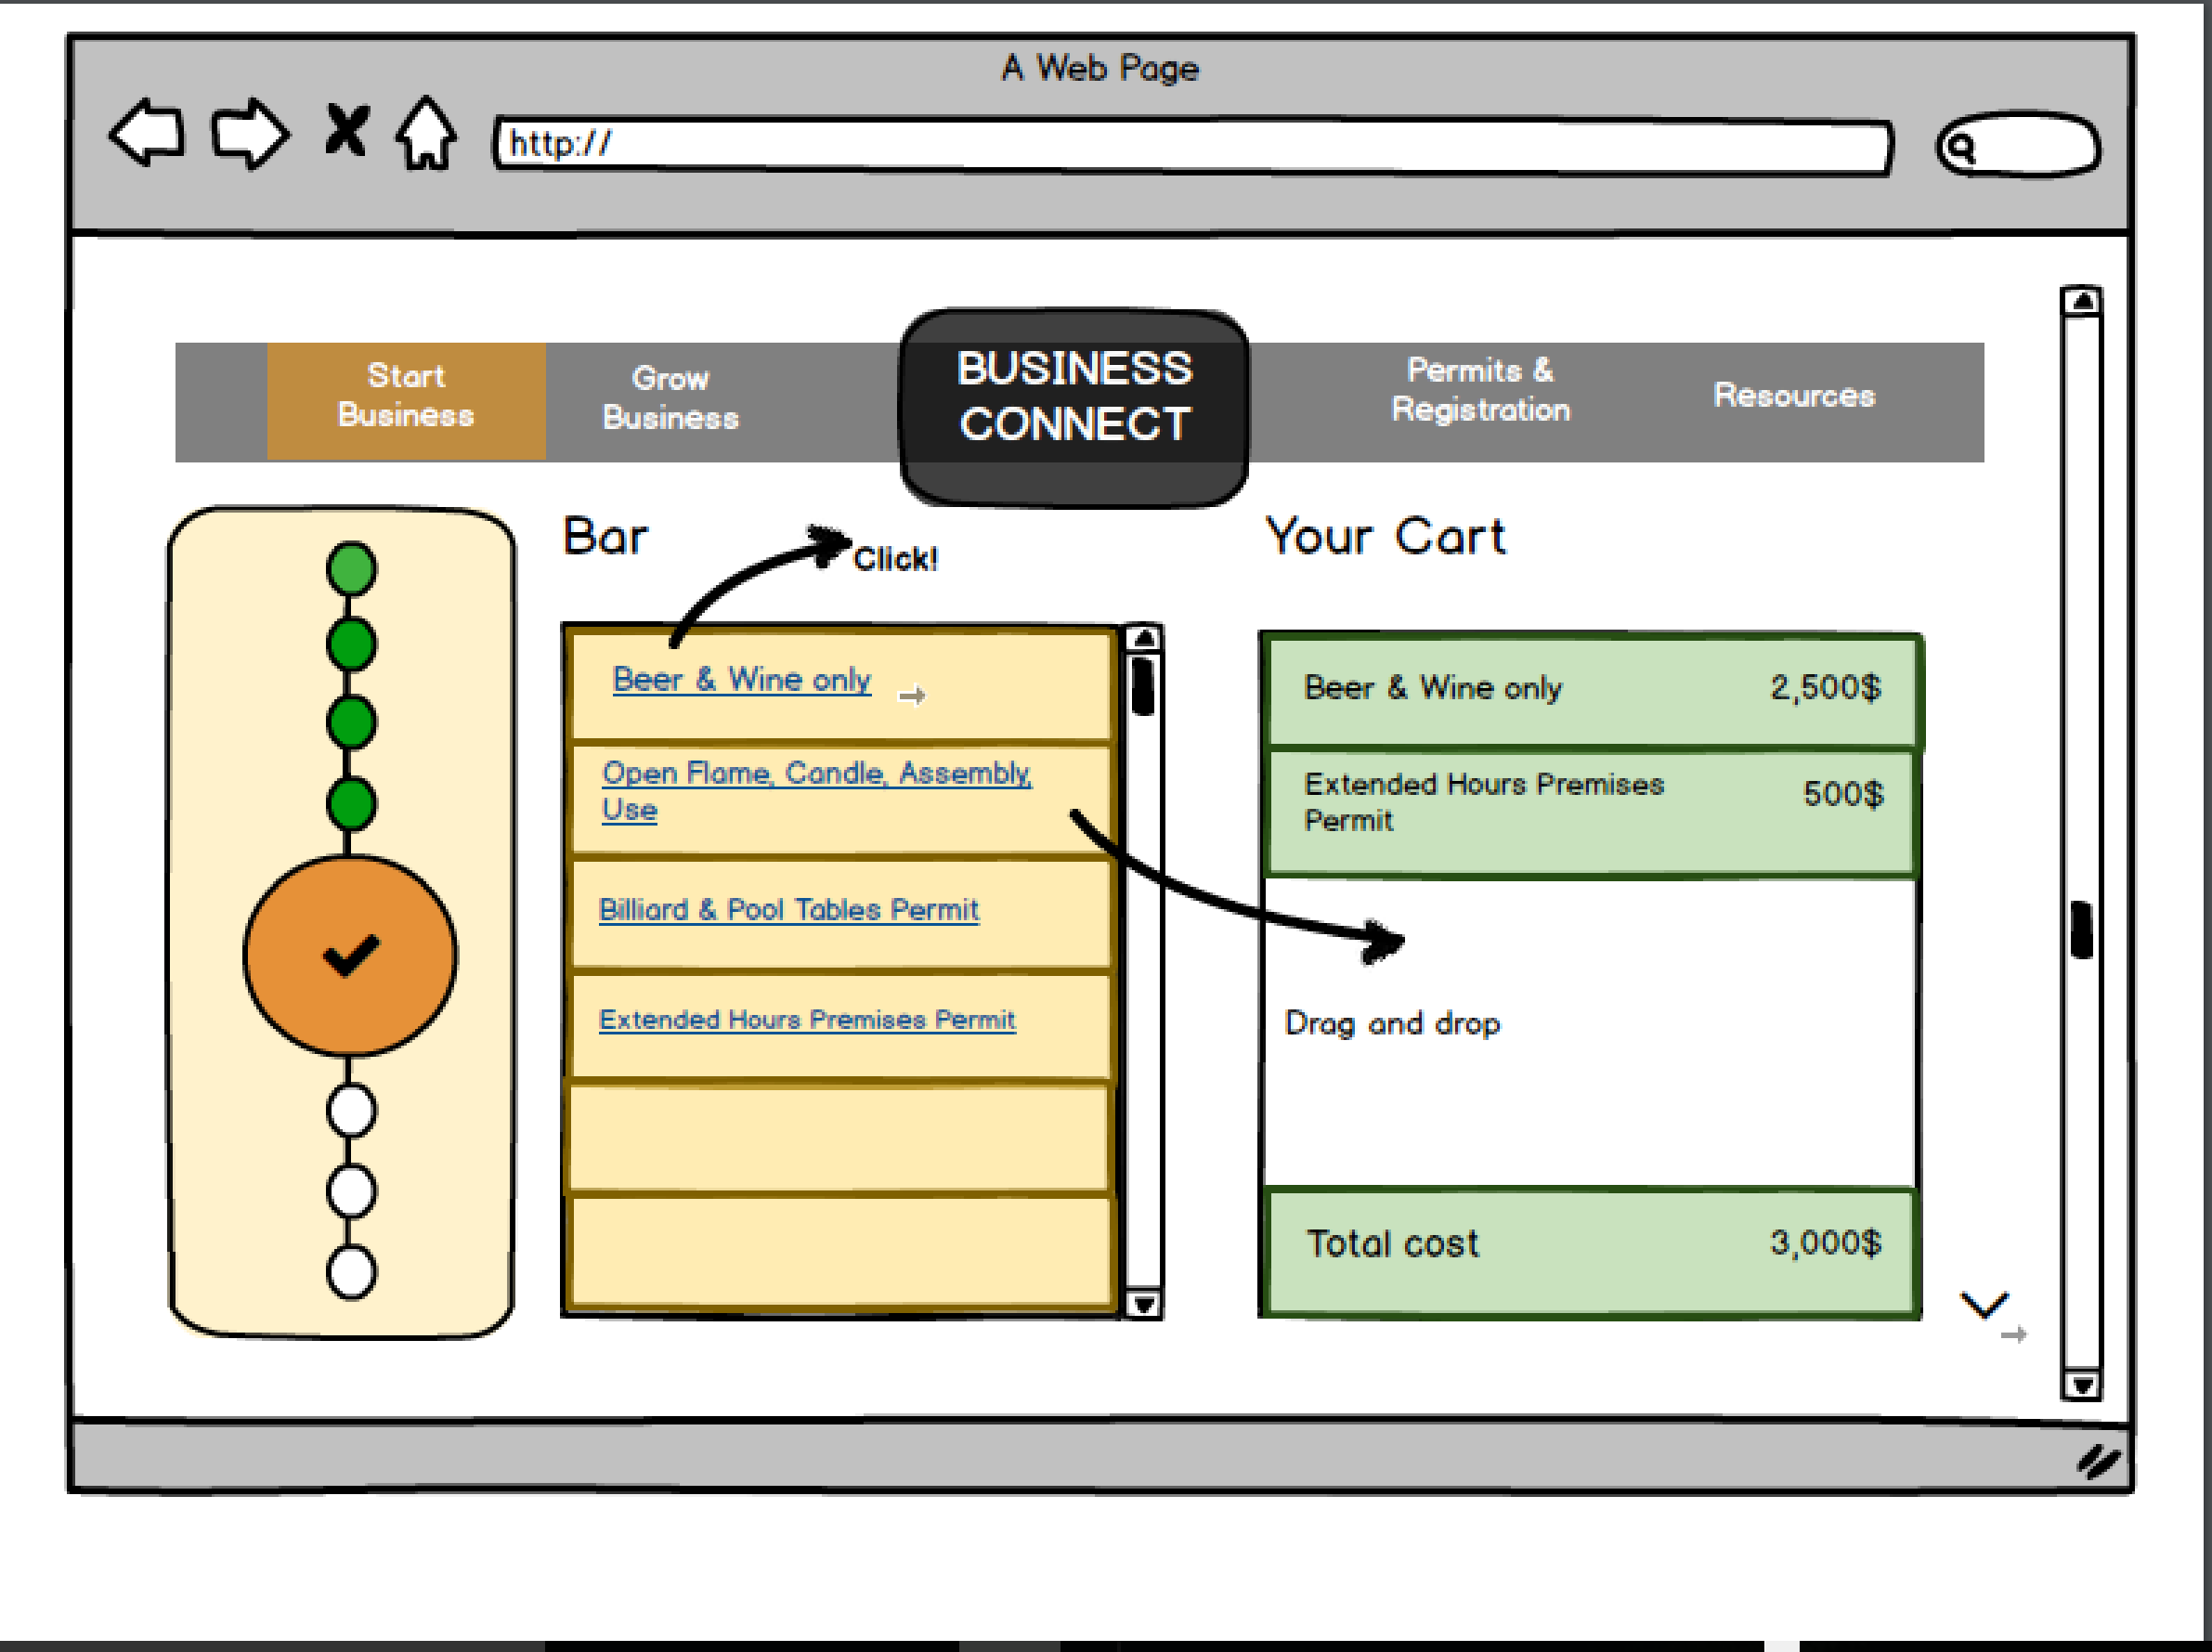 A Web Page
http://
Start
Business
Grow
Business
BUSINESS
CONNECT
Permits &
Registration
Resources
Bar
Click!
Your Cart
Beer & Wine only
Open Flame, Candle, Assembly,
Use
Billiard & Pool Tables Permit
Extended Hours Premises Permit
Beer & Wine only 2,500$
Extended Hours Premises
Permit
500$
Drag and drop
Total cost 3,000$